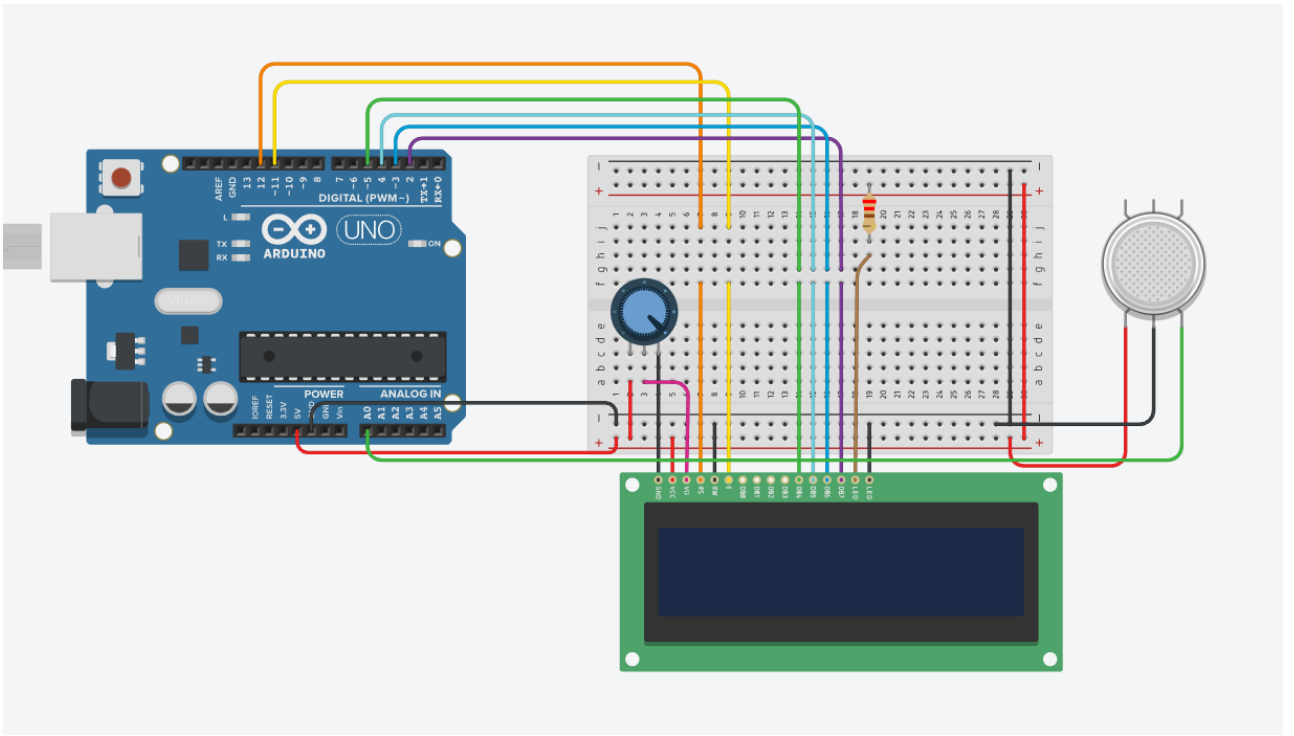 AREF
GND
13
12
~11
~10
~9
8
7
~6
~5
4
~3
2
TX→1
RX←0
DIGITAL (PWM~)
L
TX
RX
ARDUINO
UNO
ON
POWER
ANALOG IN
IOREF
RESET
3.3V
5V
GND
Vin
A0
A1
A2
A3
A4
A5
GND
VCC
V0
RS
RW
E
DB0
DB1
DB2
DB3
DB4
DB5
DB6
DB7
LED
LED